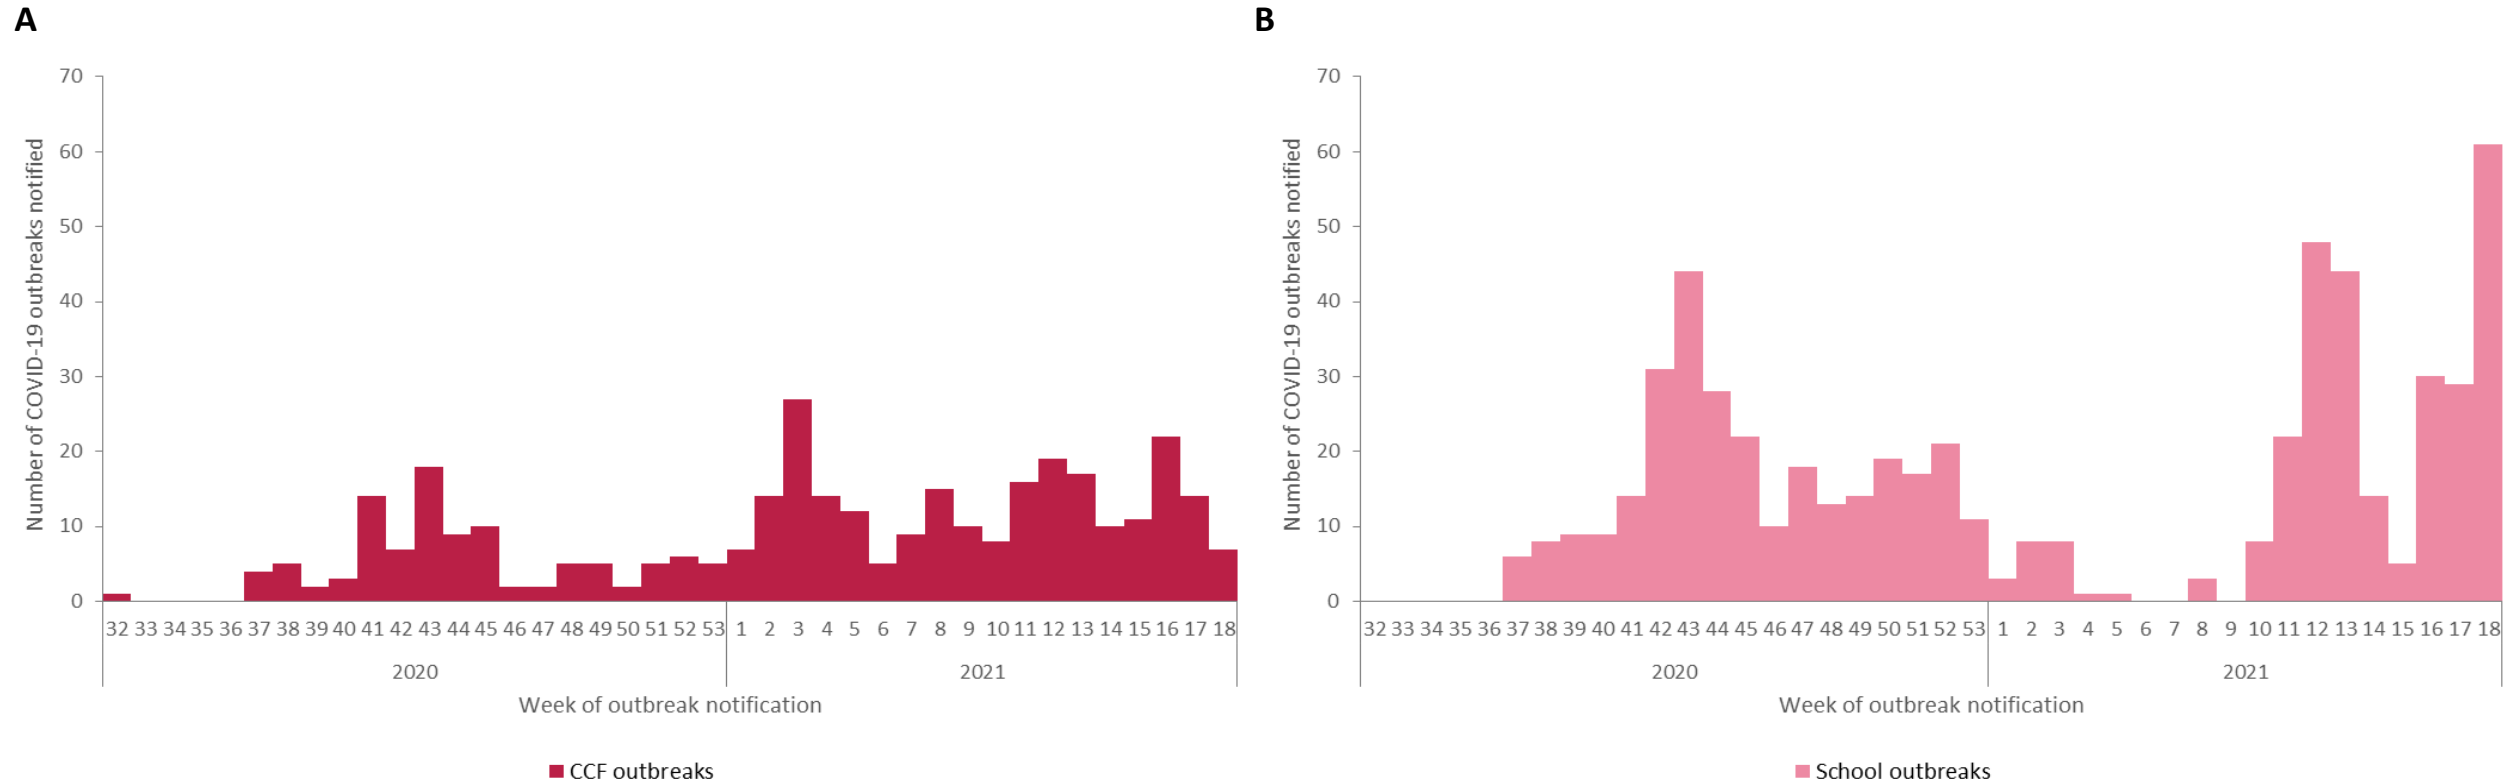 A
70
60
50
40
30
20
10
0
Number of COVID-19 outbreaks notified
32 33 34 35 36 37 38 39 40 41 42 43 44 45 46 47 48 49 50 51 52 53 1 2 3 4 5 6 7 8 9 10 11 12 13 14 15 16 17 18
2020 2021
Week of outbreak notification
CCF outbreaks
B
70
60
50
40
30
20
10
0
Number of COVID-19 outbreaks notified
32 33 34 35 36 37 38 39 40 41 42 43 44 45 46 47 48 49 50 51 52 53 1 2 3 4 5 6 7 8 9 10 11 12 13 14 15 16 17 18
2020 2021
Week of outbreak notification
School outbreaks